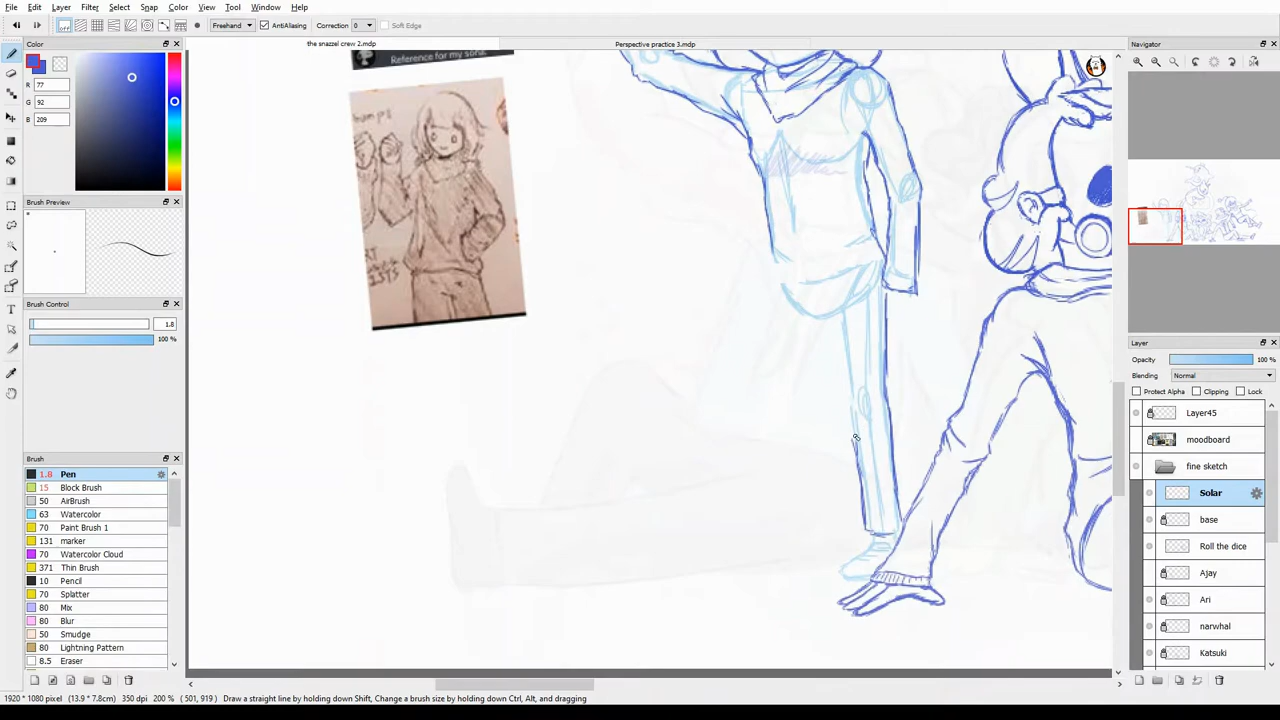 File Edit Layer Filter Select Snap Color View Tool Window Help
Freehand AntiAliasing Correction 0 Soft Edge
the snazzel crew 2.mdp Perspective practice 3.mdp
Color
R 77
G 92
B 209
Brush Preview
Brush Control
1.8
100 %
Brush
1.8 Pen
15 Block Brush
50 AirBrush
63 Watercolor
70 Paint Brush 1
131 marker
70 Watercolor Cloud
371 Thin Brush
10 Pencil
70 Splatter
80 Mix
80 Blur
50 Smudge
80 Lightning Pattern
8.5 Eraser
Reference for my sona.
Navigator
Layer
Opacity 100 %
Blending Normal
Protect Alpha Clipping Lock
Layer45
moodboard
fine sketch
Solar
base
Roll the dice
Ajay
Ari
narwhal
Katsuki
1920 * 1080 pixel (13.9 * 7.8cm) 350 dpi 200 % ( 501, 919 ) Draw a straight line by holding down Shift, Change a brush size by holding down Ctrl, Alt, and dragging